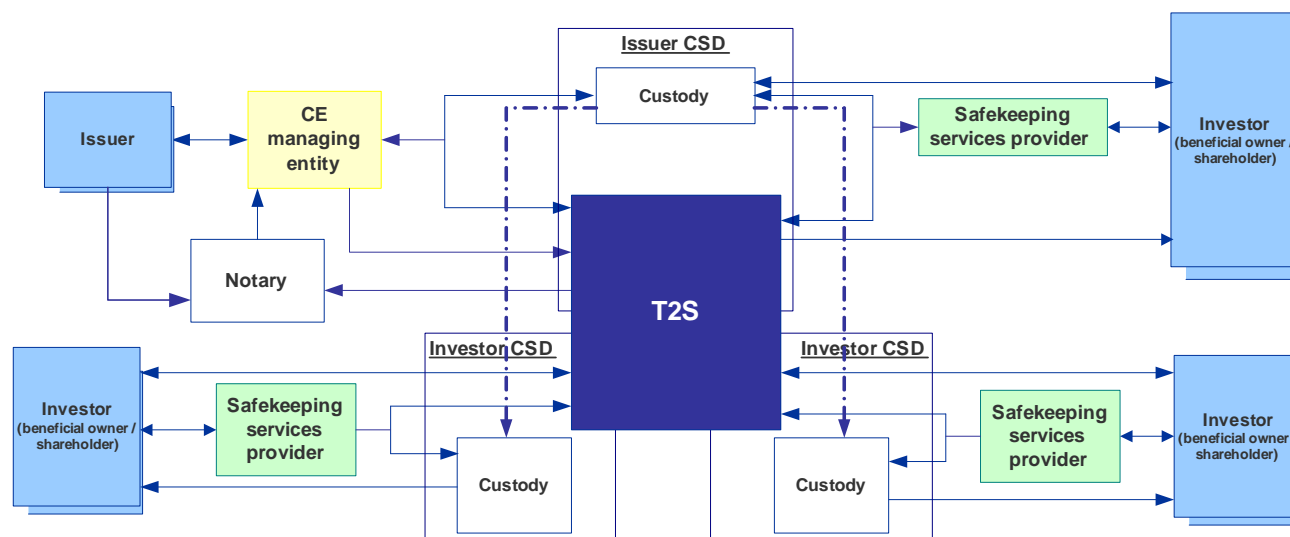 Issuer CSD
Custody
Issuer
CE
managing
entity
Safekeeping
services provider
Investor
(beneficial owner /
shareholder)
Notary
T2S
Investor CSD
Investor CSD
Investor
(beneficial owner /
shareholder)
Safekeeping
services
provider
Custody
Custody
Safekeeping
services
provider
Investor
(beneficial owner
shareholder)